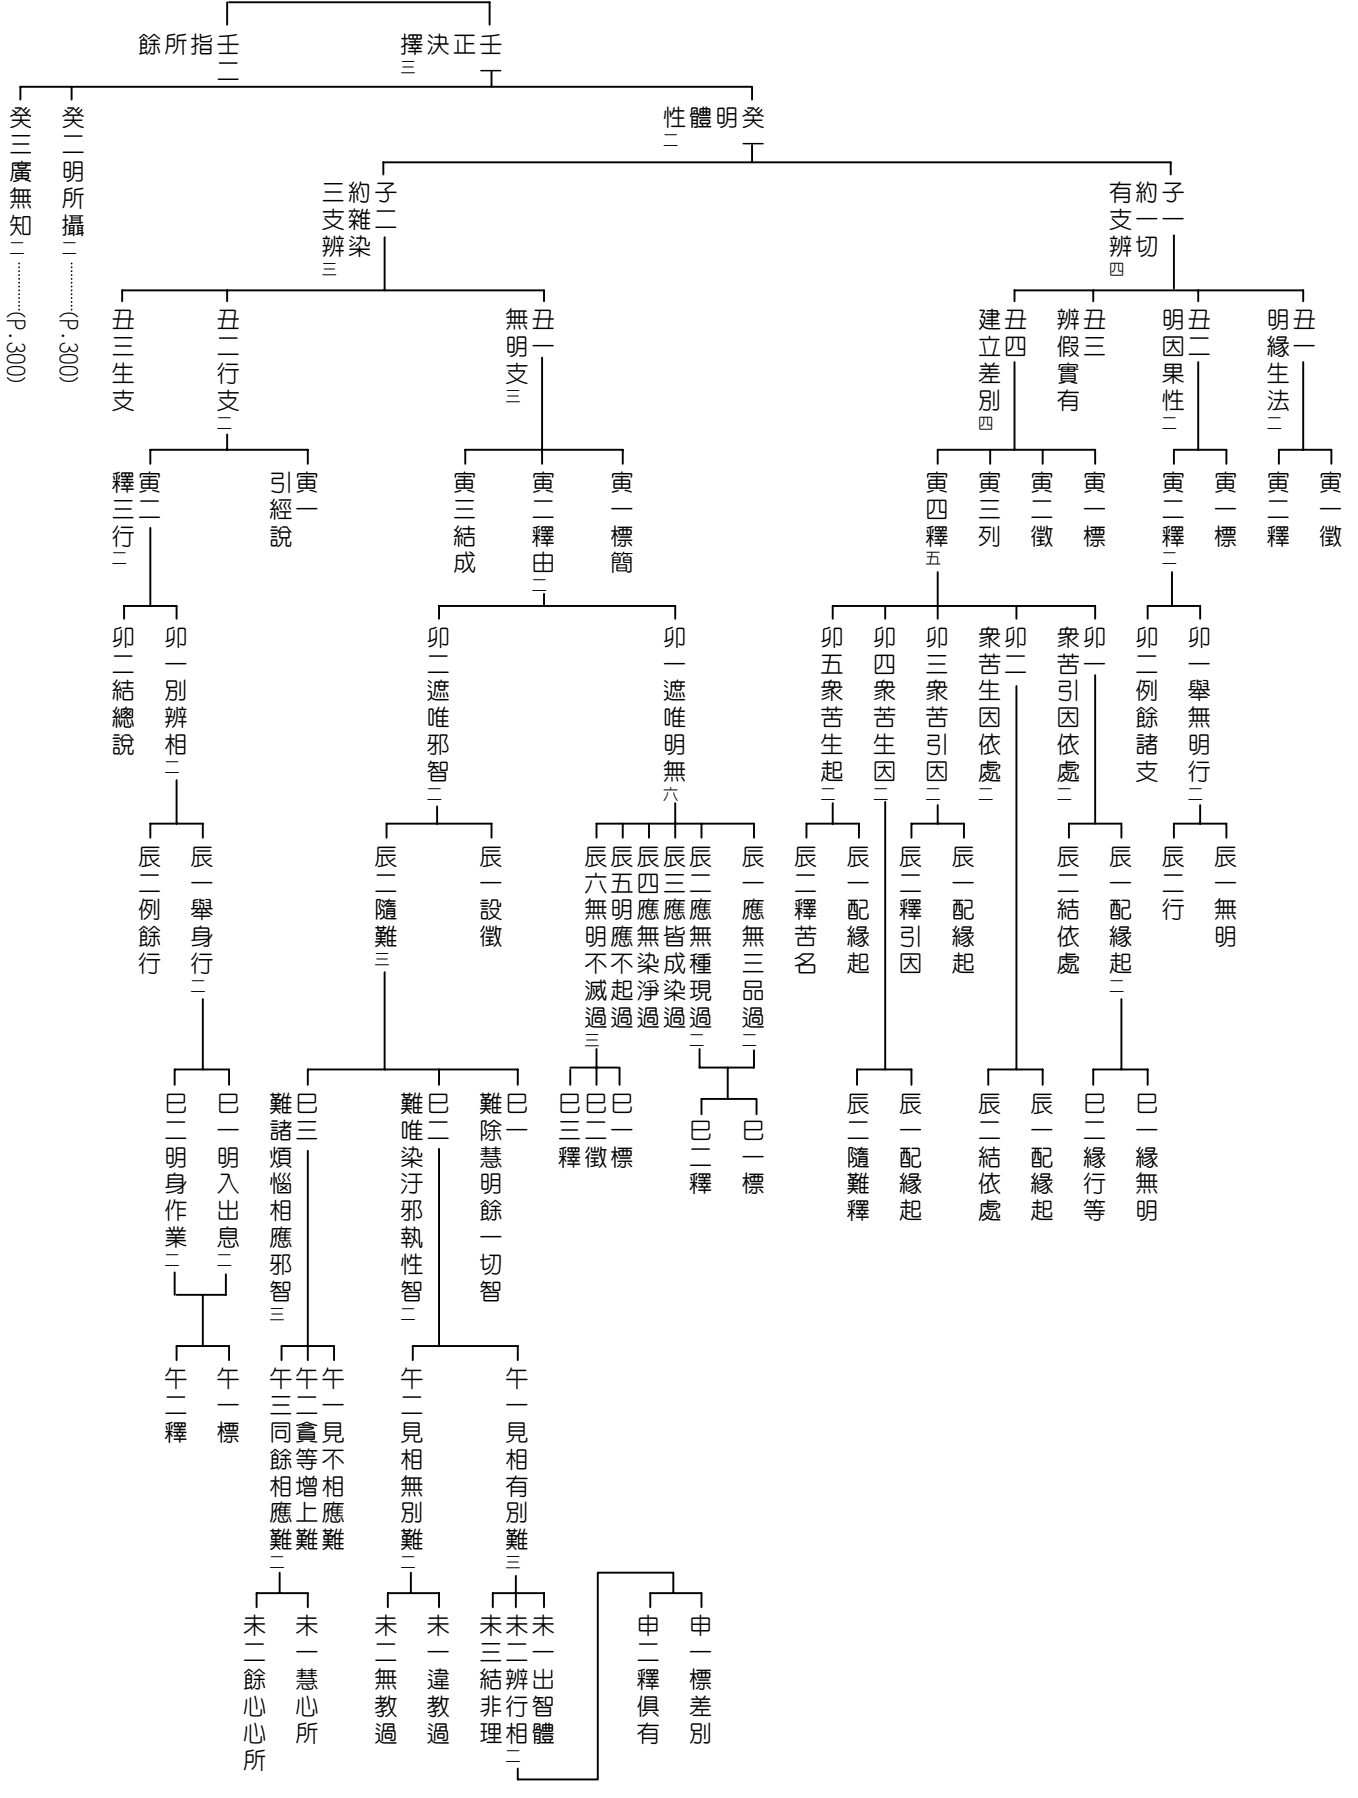 壬一
正決擇三
壬二
指所餘
癸一
明體性二
癸二明所攝二…………(P.300)
癸三廣無知二…………(P.300)
子一
約一切
有支辨四
子二
約雜染
三支辨三
丑一
明緣生法二
丑二
明因果性二
丑三
辨假實有
丑四
建立差別四
丑一
無明支三
丑二行支二
丑三生支
寅一徵
寅二釋
寅一標
寅二釋二
寅一標
寅二徵
寅三列
寅四釋五
寅一標簡
寅二釋由二
寅三結成
寅一
引經說
寅二
釋三行二
卯一舉無明行二
卯二例餘諸支
卯一
衆苦引因依處二
卯二
衆苦生因依處二
卯三衆苦引因二
卯四衆苦生因二
卯五衆苦生起二
卯一遮唯明無六
卯二遮唯邪智二
卯一別辨相二
卯二結總說
辰一無明
辰二行
辰一配緣起二
辰二結依處
辰一配緣起
辰二釋引因
辰一配緣起
辰二釋苦名
辰一應無三品過二
辰二應無種現過二
辰三應皆成染過
辰四應無染淨過
辰五明應不起過
辰六無明不滅過三
辰一設徵
辰二隨難三
辰一舉身行二
辰二例餘行
巳一緣無明
巳二緣行等
辰一配緣起
辰二結依處
辰一配緣起
辰二隨難釋
巳一標
巳二釋
巳一標
巳二徵
巳三釋
巳一
難除慧明餘一切智
巳二
難唯染汙邪執性智二
巳三
難諸煩惱相應邪智三
巳一明入出息二
巳二明身作業二
午一見相有別難三
午二見相無別難二
午一見不相應難
午二貪等增上難
午三同餘相應難二
午一標
午二釋
申一標差別
申二釋俱有
未一出智體
未二辨行相二
未三結非理
未一違教過
未二無教過
未一慧心所
未二餘心心所